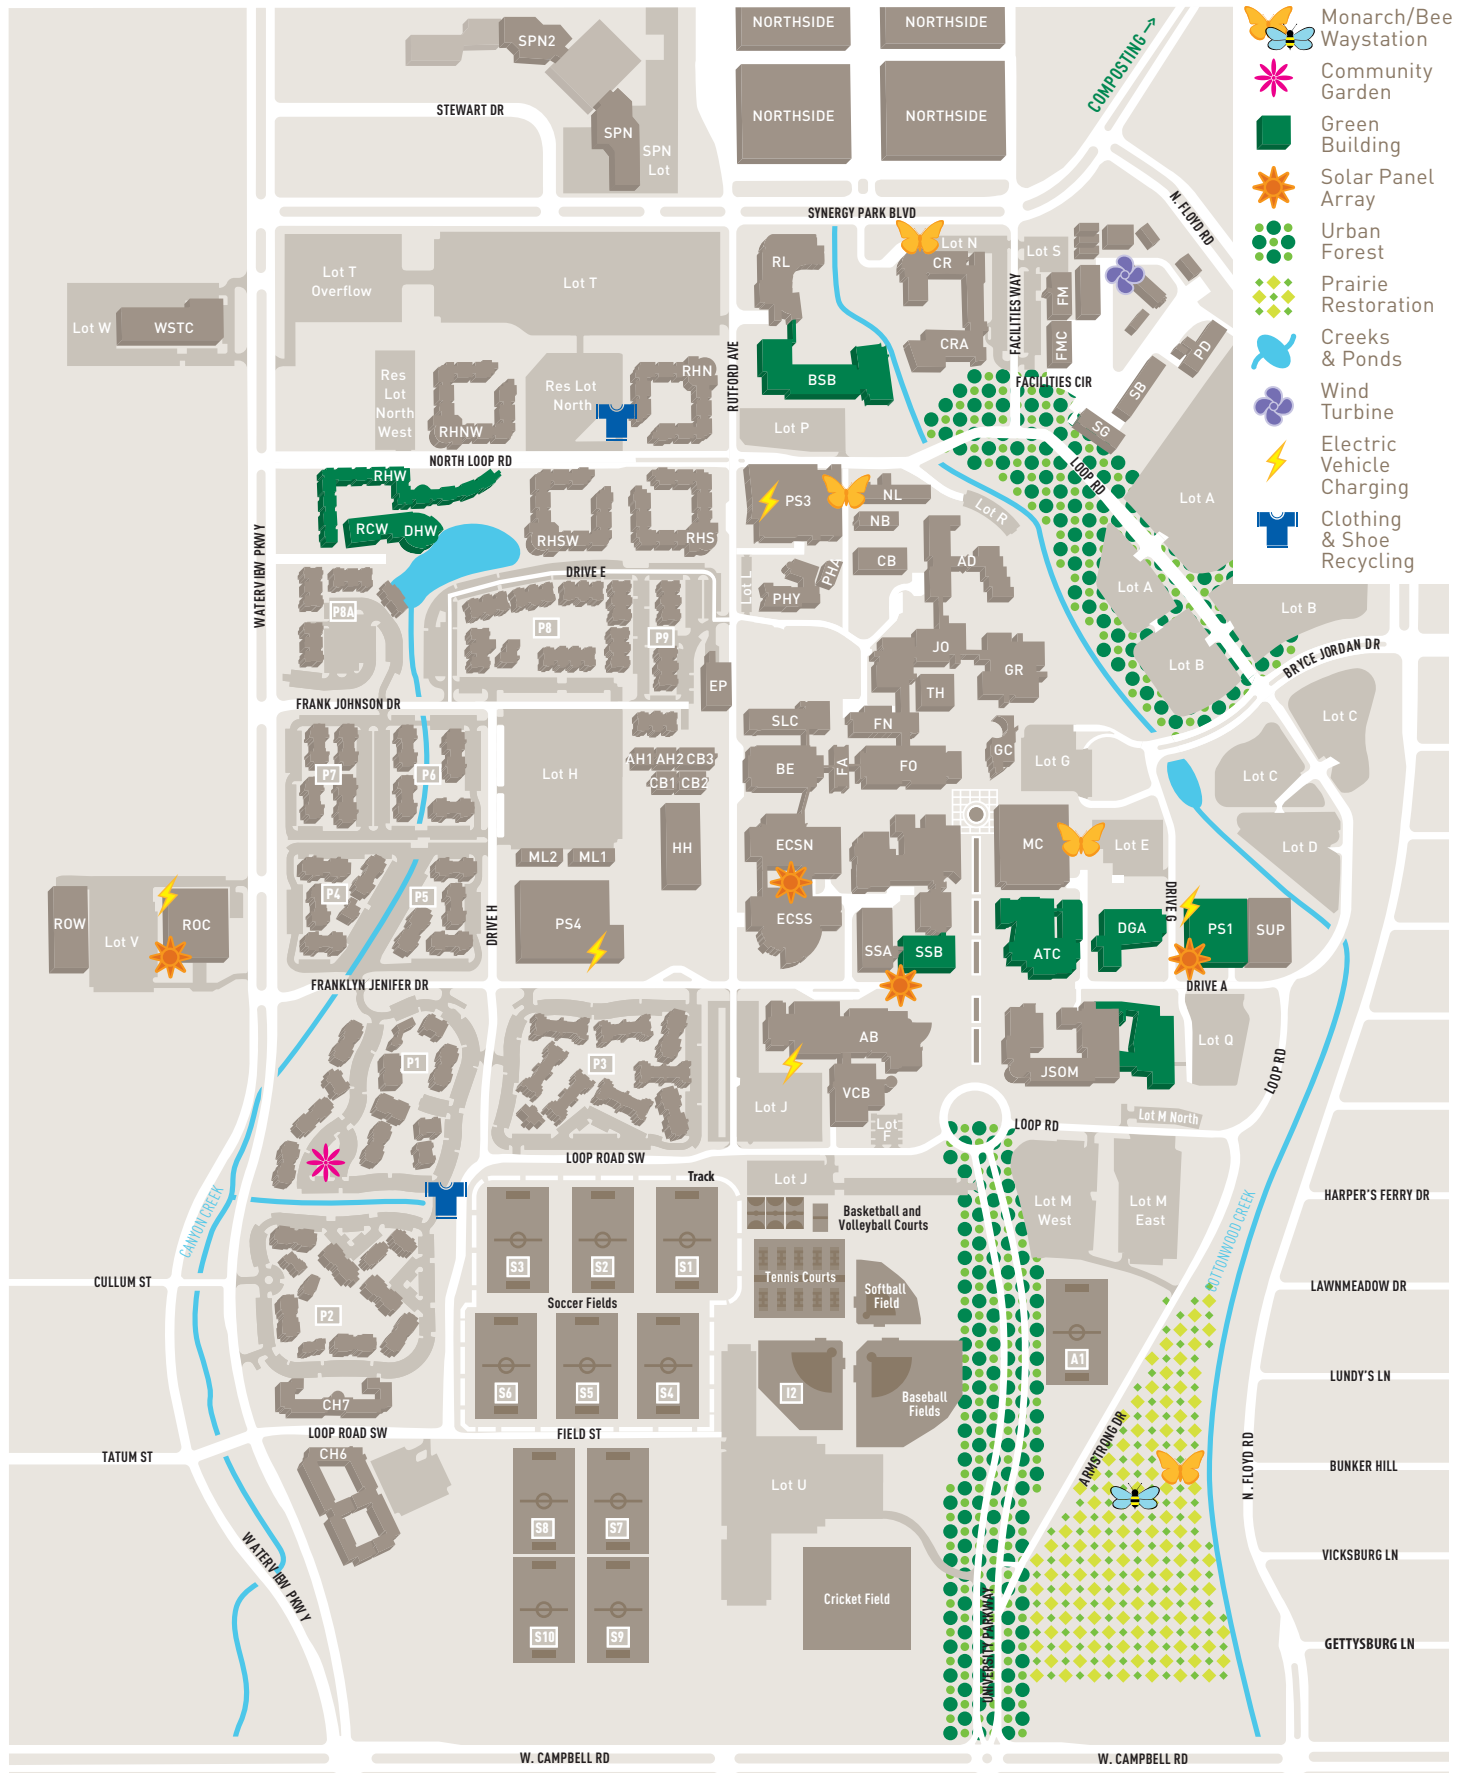 NORTHSIDE
NORTHSIDE
Monarch/Bee
Waystation
SPN2
COMPOSTING →
Community
Garden
STEWART DR
NORTHSIDE
NORTHSIDE
SPN
SPN
Lot
Green
Building
Solar Panel
Array
SYNERGY PARK BLVD
N. FLOYD RD
Urban
Forest
Lot N
Lot S
RL
CR
Lot T
Overflow
Lot T
FM
Prairie
Restoration
Lot W
WSTC
FACILITIES WAY
CRA
FMC
PD
Creeks
& Ponds
RUTFORD AVE
Res
Lot
North
West
Res Lot
North
RHN
BSB
FACILITIES CIR
SB
Wind
Turbine
RHNW
Lot P
SG
Electric
Vehicle
Charging
NORTH LOOP RD
RHW
LOOP RD
PS3
NL
Lot R
Lot A
RCW
DHW
RHSW
RHS
NB
Clothing
& Shoe
Recycling
WATERVIEW PKWY
DRIVE E
Lot L
PHY
PHA
CB
AD
Lot A
Lot B
P8A
P8
P9
JO
GR
Lot B
BRYCE JORDAN DR
EP
TH
FRANK JOHNSON DR
SLC
FN
Lot C
P7
P6
Lot H
AH1 AH2 CB3
CB1 CB2
BE
FA
FO
GC
Lot G
Lot C
ML2
ML1
HH
ECSN
MC
Lot E
Lot D
P4
P5
ROW
Lot V
ROC
DRIVE H
PS4
ECSS
SSA
SSB
ATC
DGA
DRIVE G
PS1
SUP
FRANKLYN JENIFER DR
DRIVE A
P1
P3
AB
JSOM
Lot Q
LOOP RD
Lot J
VCB
Lot
F
LOOP RD
Lot M North
LOOP ROAD SW
Track
Lot J
CANYON CREEK
Basketball and
Volleyball Courts
Lot M
West
Lot M
East
COTTONWOOD CREEK
HARPER'S FERRY DR
CULLUM ST
S3
S2
S1
Tennis Courts
Softball
Field
LAWNMEADOW DR
Soccer Fields
P2
A1
S6
S5
S4
I2
Baseball
Fields
LUNDY'S LN
CH7
LOOP ROAD SW
FIELD ST
ARMSTRONG DR
TATUM ST
CH6
Lot U
N. FLOYD RD
BUNKER HILL
S8
S7
WATERVIEW PKWY
VICKSBURG LN
Cricket Field
UNIVERSITY PARKWAY
S10
S9
GETTYSBURG LN
W. CAMPBELL RD
W. CAMPBELL RD